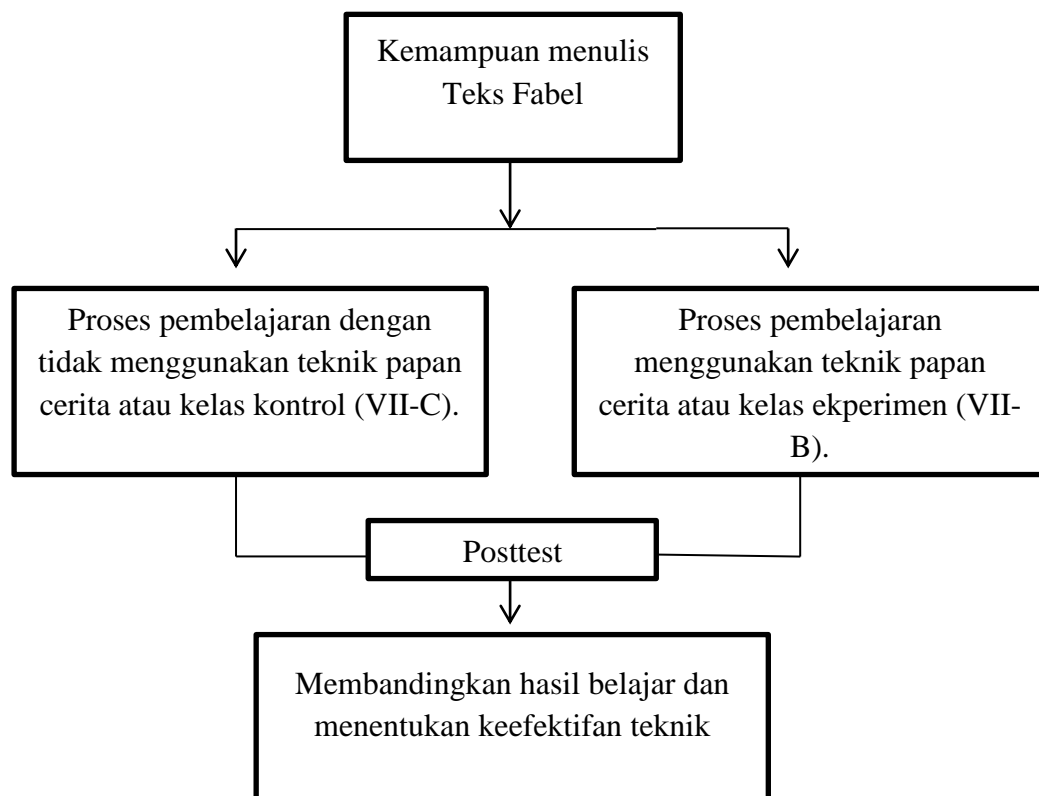 Kemampuan menulis
Teks Fabel
Proses pembelajaran dengan
tidak menggunakan teknik papan
cerita atau kelas kontrol (VII-C).
Proses pembelajaran
menggunakan teknik papan
cerita atau kelas ekperimen (VII-
B).
Posttest
Membandingkan hasil belajar dan
menentukan keefektifan teknik